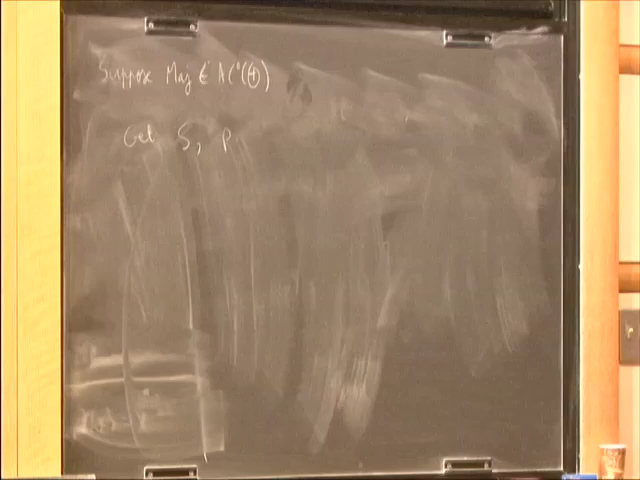 Suppose Maj ∈ AC⁰(⊕)
Get S, p